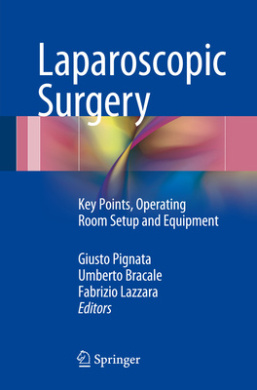 Laparoscopic
Surgery
Key Points, Operating
Room Setup and Equipment
Giusto Pignata
Umberto Bracale
Fabrizio Lazzara
Editors
Springer